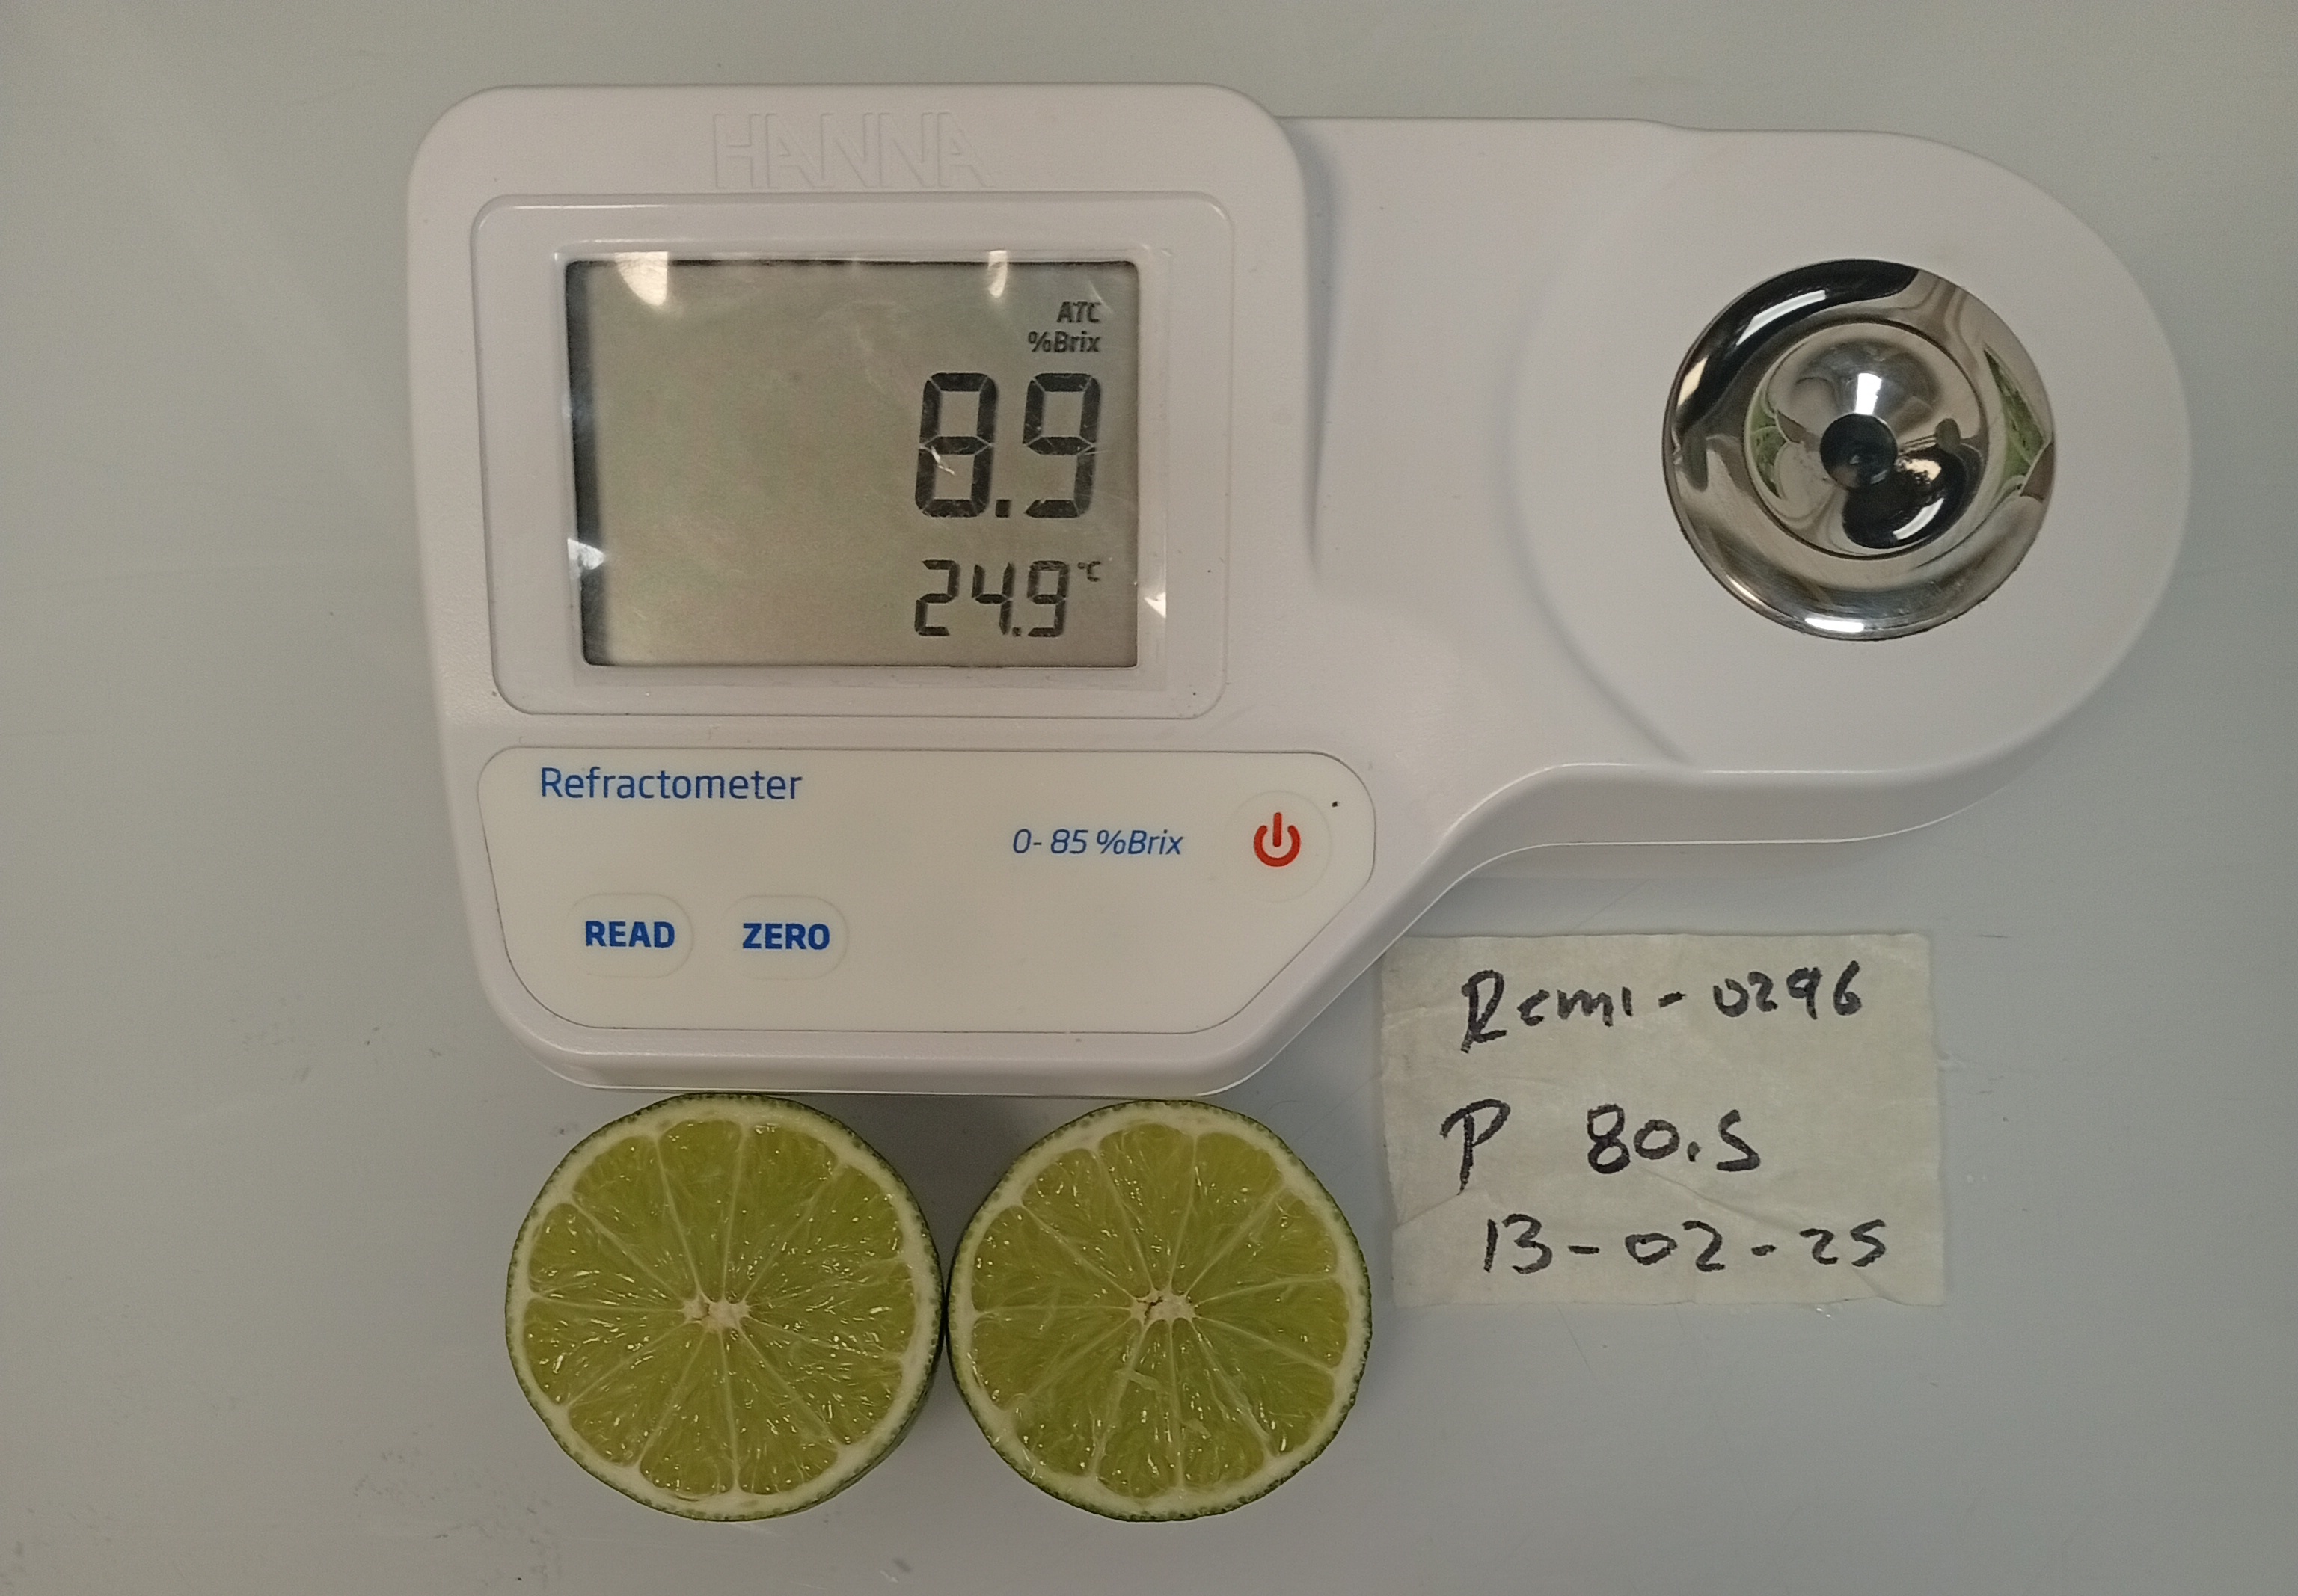 HANNA
ATC
%Brix
8.9
24.9 °C
Refractometer
0- 85 %Brix
READ ZERO
Remi - 0296
P 80.5
13-02-25